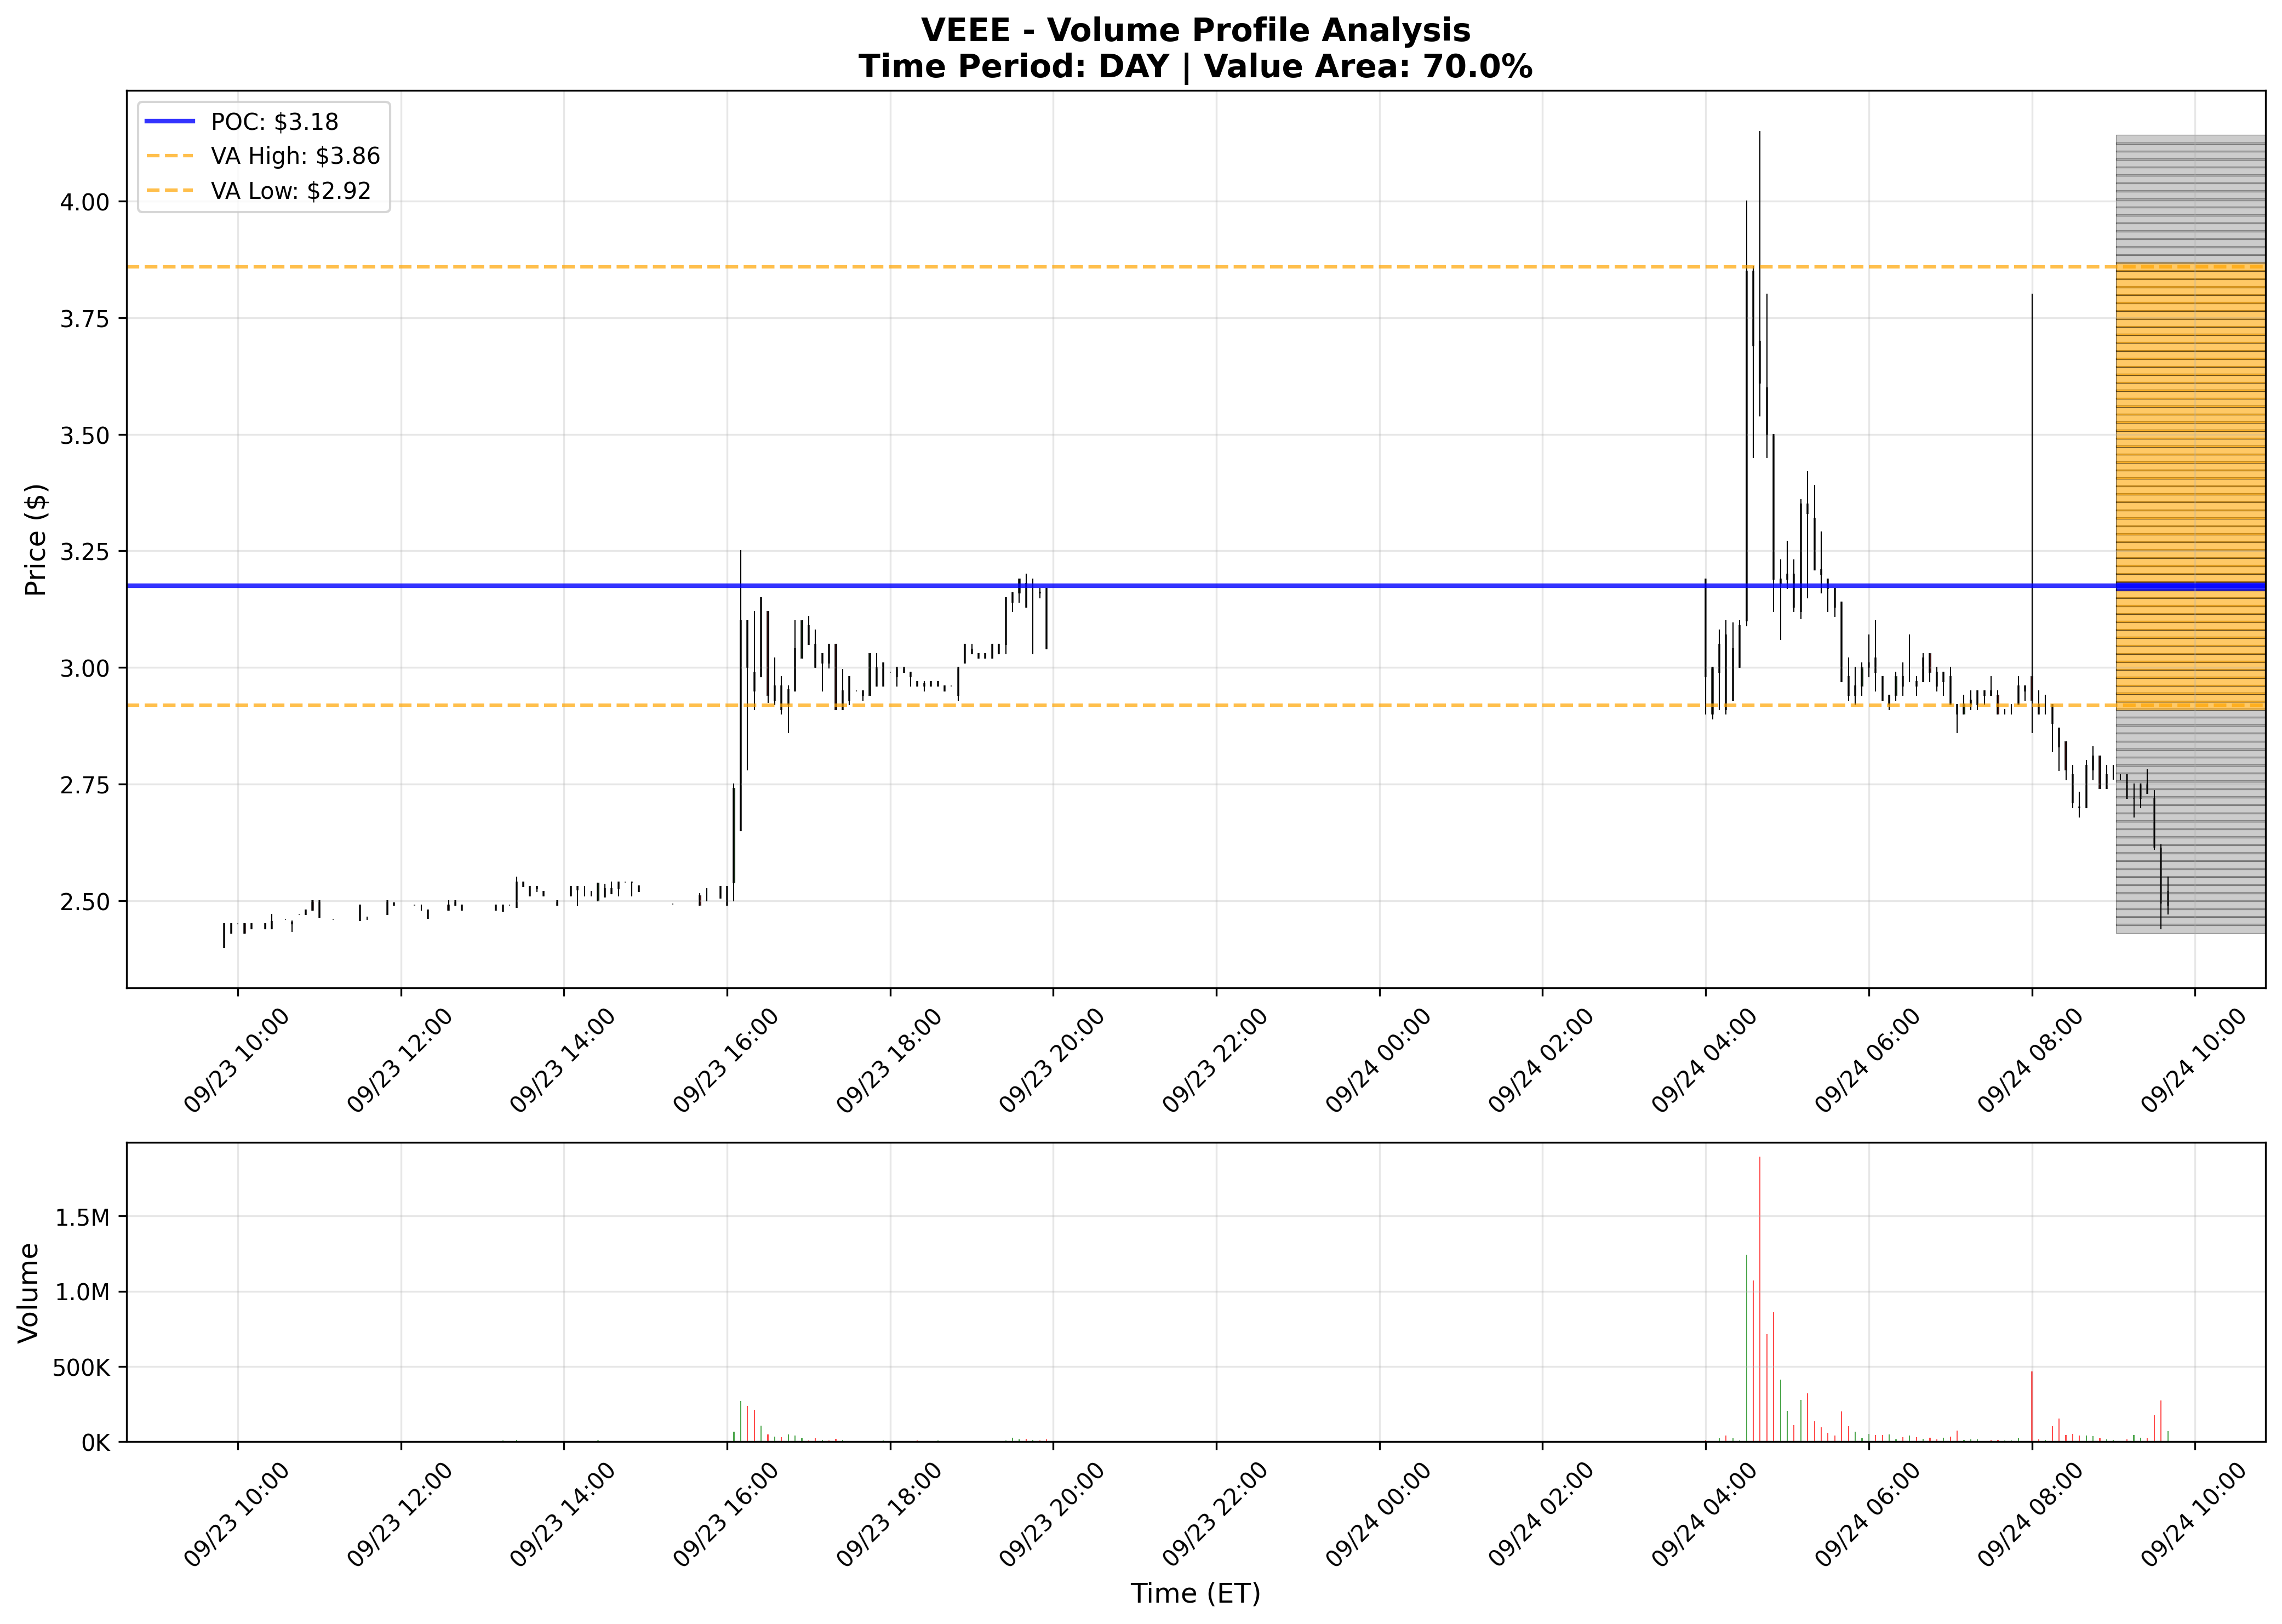 VEEE - Volume Profile Analysis
Time Period: DAY | Value Area: 70.0%
POC: $3.18
VA High: $3.86
VA Low: $2.92
Price ($)
4.00
3.75
3.50
3.25
3.00
2.75
2.50
09/23 10:00
09/23 12:00
09/23 14:00
09/23 16:00
09/23 18:00
09/23 20:00
09/23 22:00
09/24 00:00
09/24 02:00
09/24 04:00
09/24 06:00
09/24 08:00
09/24 10:00
Volume
1.5M
1.0M
500K
0K
09/23 10:00
09/23 12:00
09/23 14:00
09/23 16:00
09/23 18:00
09/23 20:00
09/23 22:00
09/24 00:00
09/24 02:00
09/24 04:00
09/24 06:00
09/24 08:00
09/24 10:00
Time (ET)